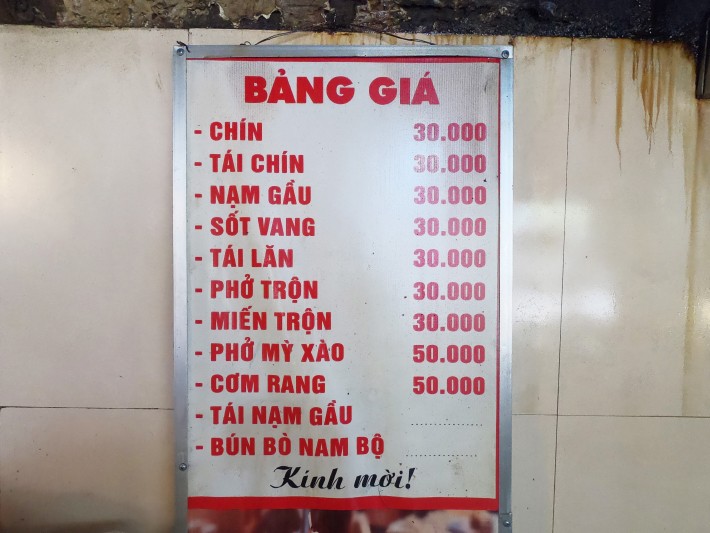 BẢNG GIÁ
- CHÍN 30.000
- TÁI CHÍN 30.000
- NẠM GẦU 30.000
- SỐT VANG 30.000
- TÁI LĂN 30.000
- PHỞ TRỘN 30.000
- MIẾN TRỘN 30.000
- PHỞ MỲ XÀO 50.000
- CƠM RANG 50.000
- TÁI NẠM GẦU ....................
- BÚN BÒ NAM BỘ ....................
Kính mời!